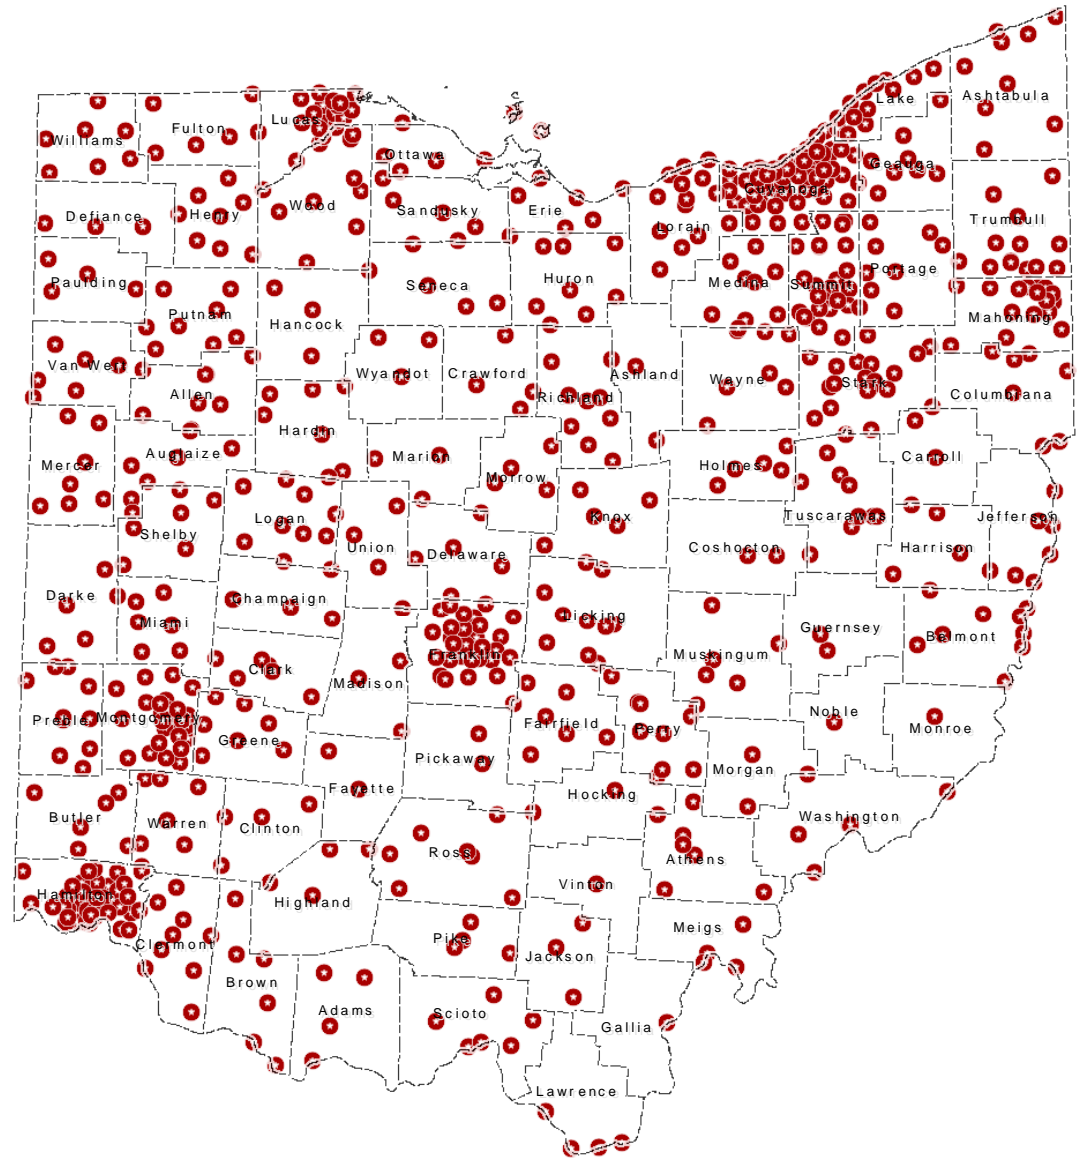 Lake
Ashtabula
Lucas
Fulton
Williams
Ottawa
Geauga
Cuyahoga
Wood
Sandusky
Erie
Defiance
Henry
Trumbull
Lorain
Portage
Huron
Medina
Summit
Paulding
Seneca
Putnam
Mahoning
Hancock
Van Wert
Wyandot
Crawford
Ashland
Wayne
Stark
Allen
Richland
Columbiana
Hardin
Auglaize
Marion
Carroll
Mercer
Holmes
Morrow
Logan
Knox
Tuscarawas
Jefferson
Shelby
Union
Delaware
Coshocton
Harrison
Darke
Champaign
Licking
Miami
Guernsey
Belmont
Franklin
Muskingum
Clark
Madison
Noble
Preble
Montgomery
Fairfield
Perry
Monroe
Greene
Pickaway
Morgan
Fayette
Hocking
Butler
Warren
Clinton
Washington
Ross
Athens
Vinton
Hamilton
Highland
Meigs
Pike
Clermont
Jackson
Brown
Adams
Scioto
Gallia
Lawrence